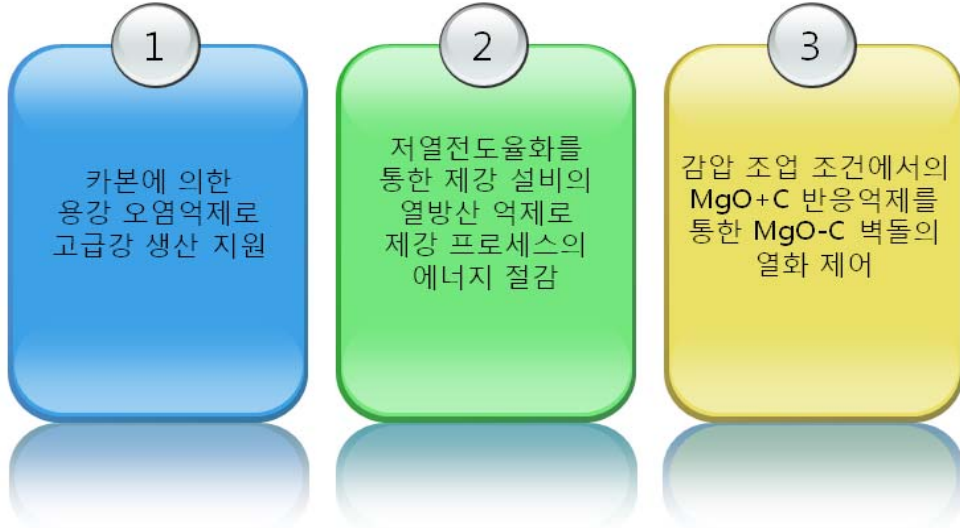 1
카본에 의한
용강 오염억제로
고급강 생산 지원
2
저열전도율화를
통한 제강 설비의
열방산 억제로
제강 프로세스의
에너지 절감
3
감압 조업 조건에서의
MgO+C 반응억제를
통한 MgO-C 벽돌의
열화 제어